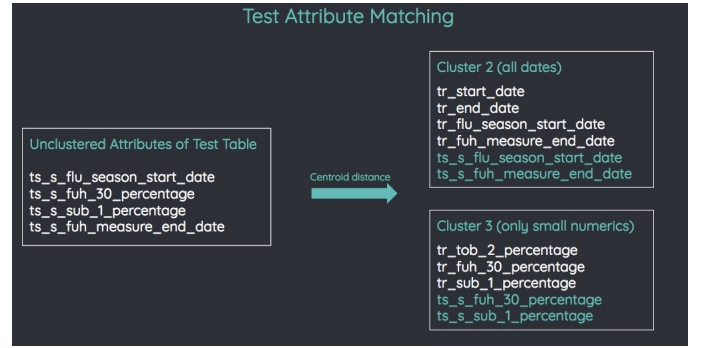 Test Attribute Matching
Unclustered Attributes of Test Table
ts_s_flu_season_start_date
ts_s_fuh_30_percentage
ts_s_sub_1_percentage
ts_s_fuh_measure_end_date
Centroid distance
Cluster 2 (all dates)
tr_start_date
tr_end_date
tr_flu_season_start_date
tr_fuh_measure_end_date
ts_s_flu_season_start_date
ts_s_fuh_measure_end_date
Cluster 3 (only small numerics)
tr_tob_2_percentage
tr_fuh_30_percentage
tr_sub_1_percentage
ts_s_fuh_30_percentage
ts_s_sub_1_percentage